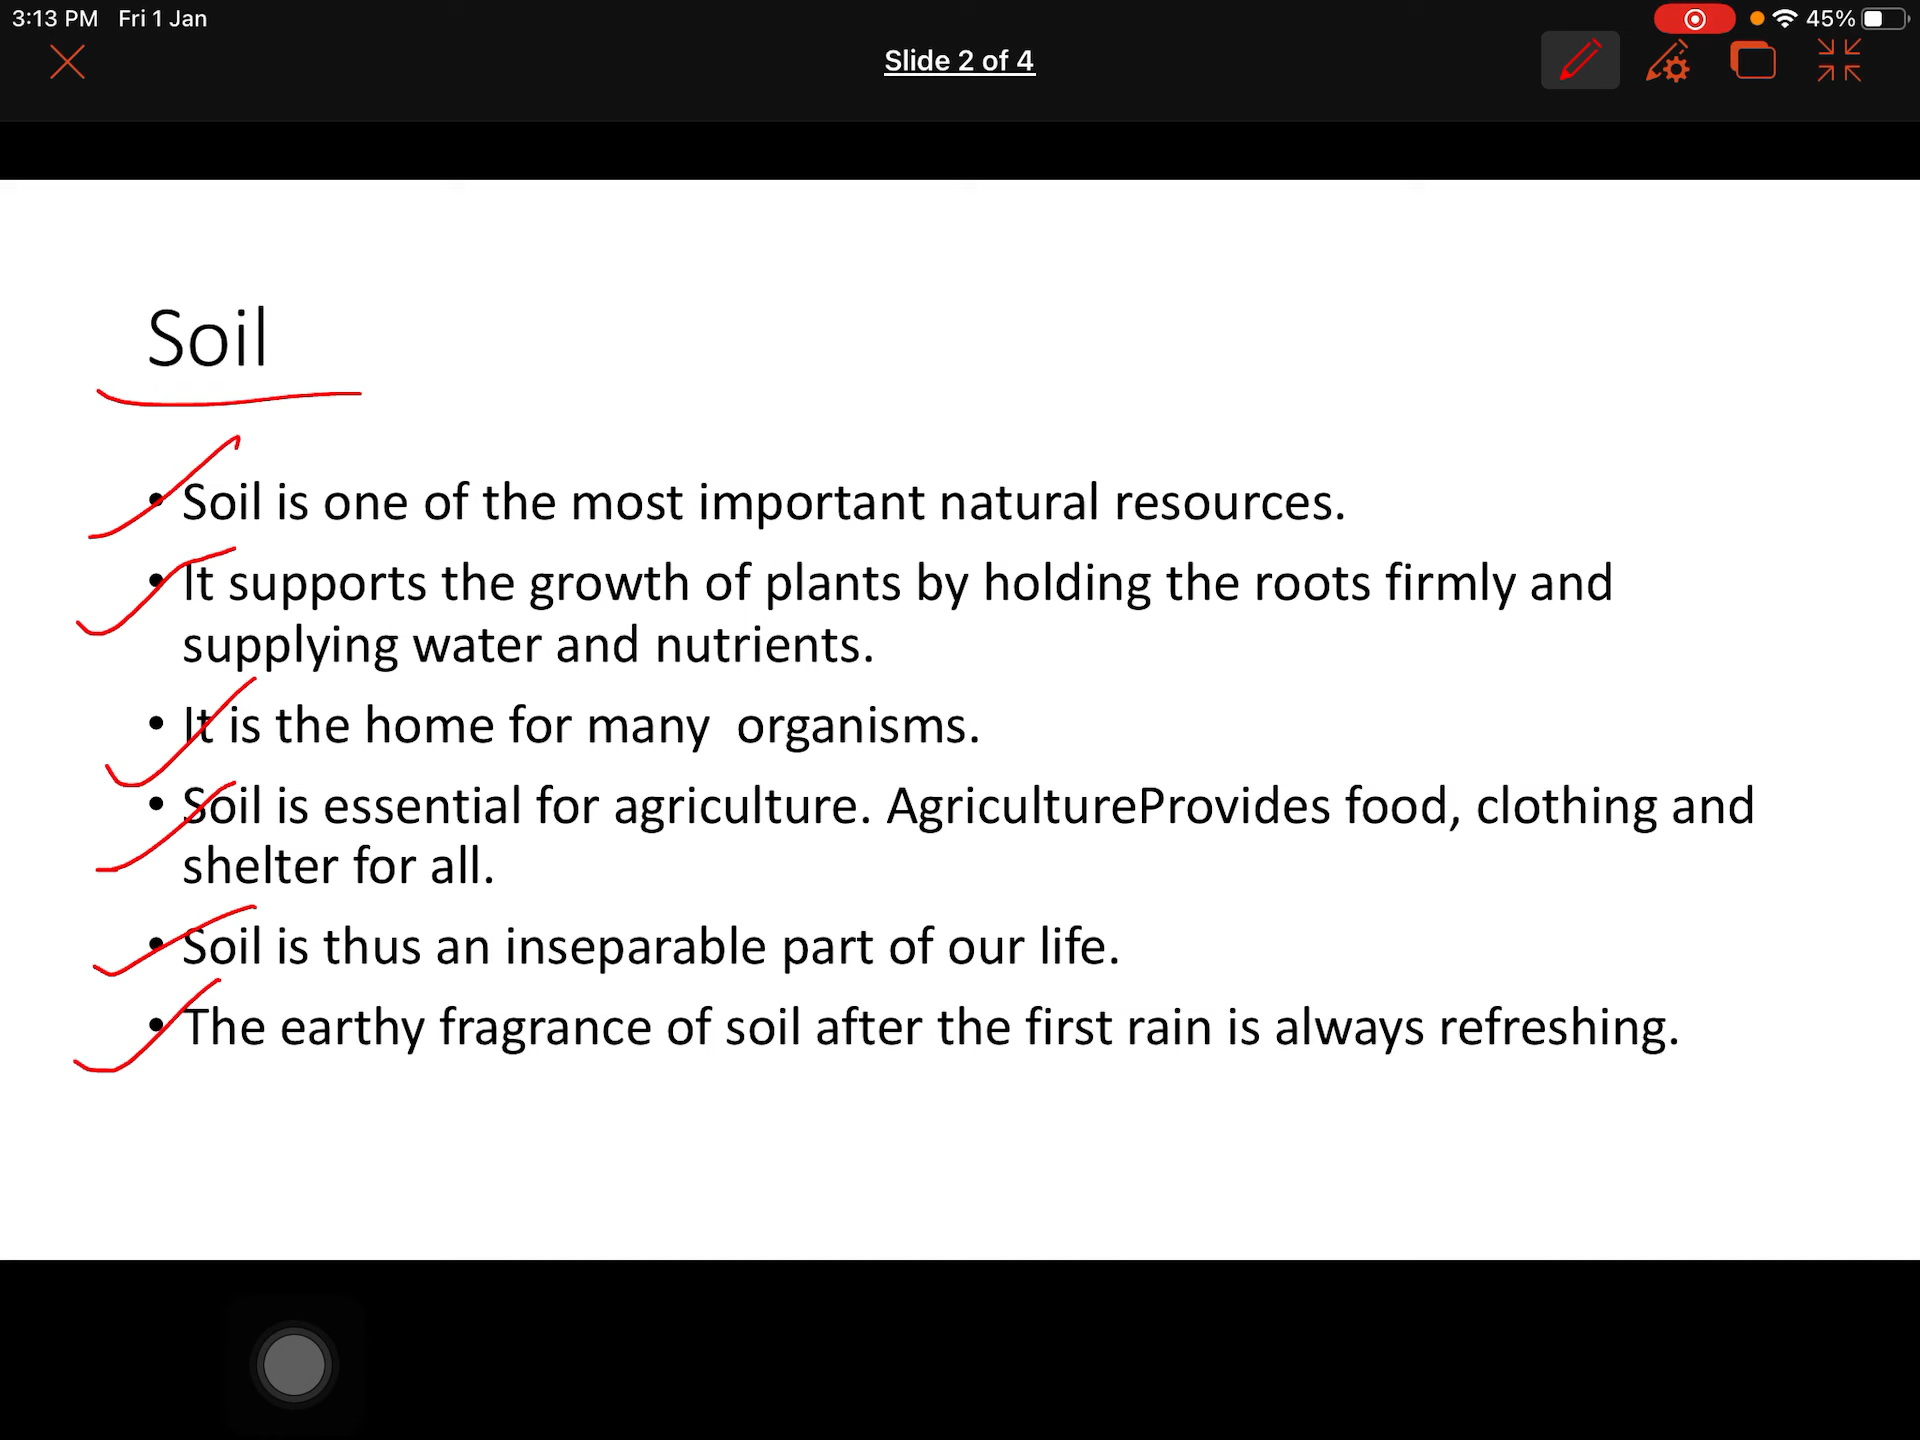 3:13 PM Fri 1 Jan
45%
Slide 2 of 4
Soil
• Soil is one of the most important natural resources.
• It supports the growth of plants by holding the roots firmly and
supplying water and nutrients.
• It is the home for many  organisms.
• Soil is essential for agriculture. AgricultureProvides food, clothing and
shelter for all.
• Soil is thus an inseparable part of our life.
• The earthy fragrance of soil after the first rain is always refreshing.